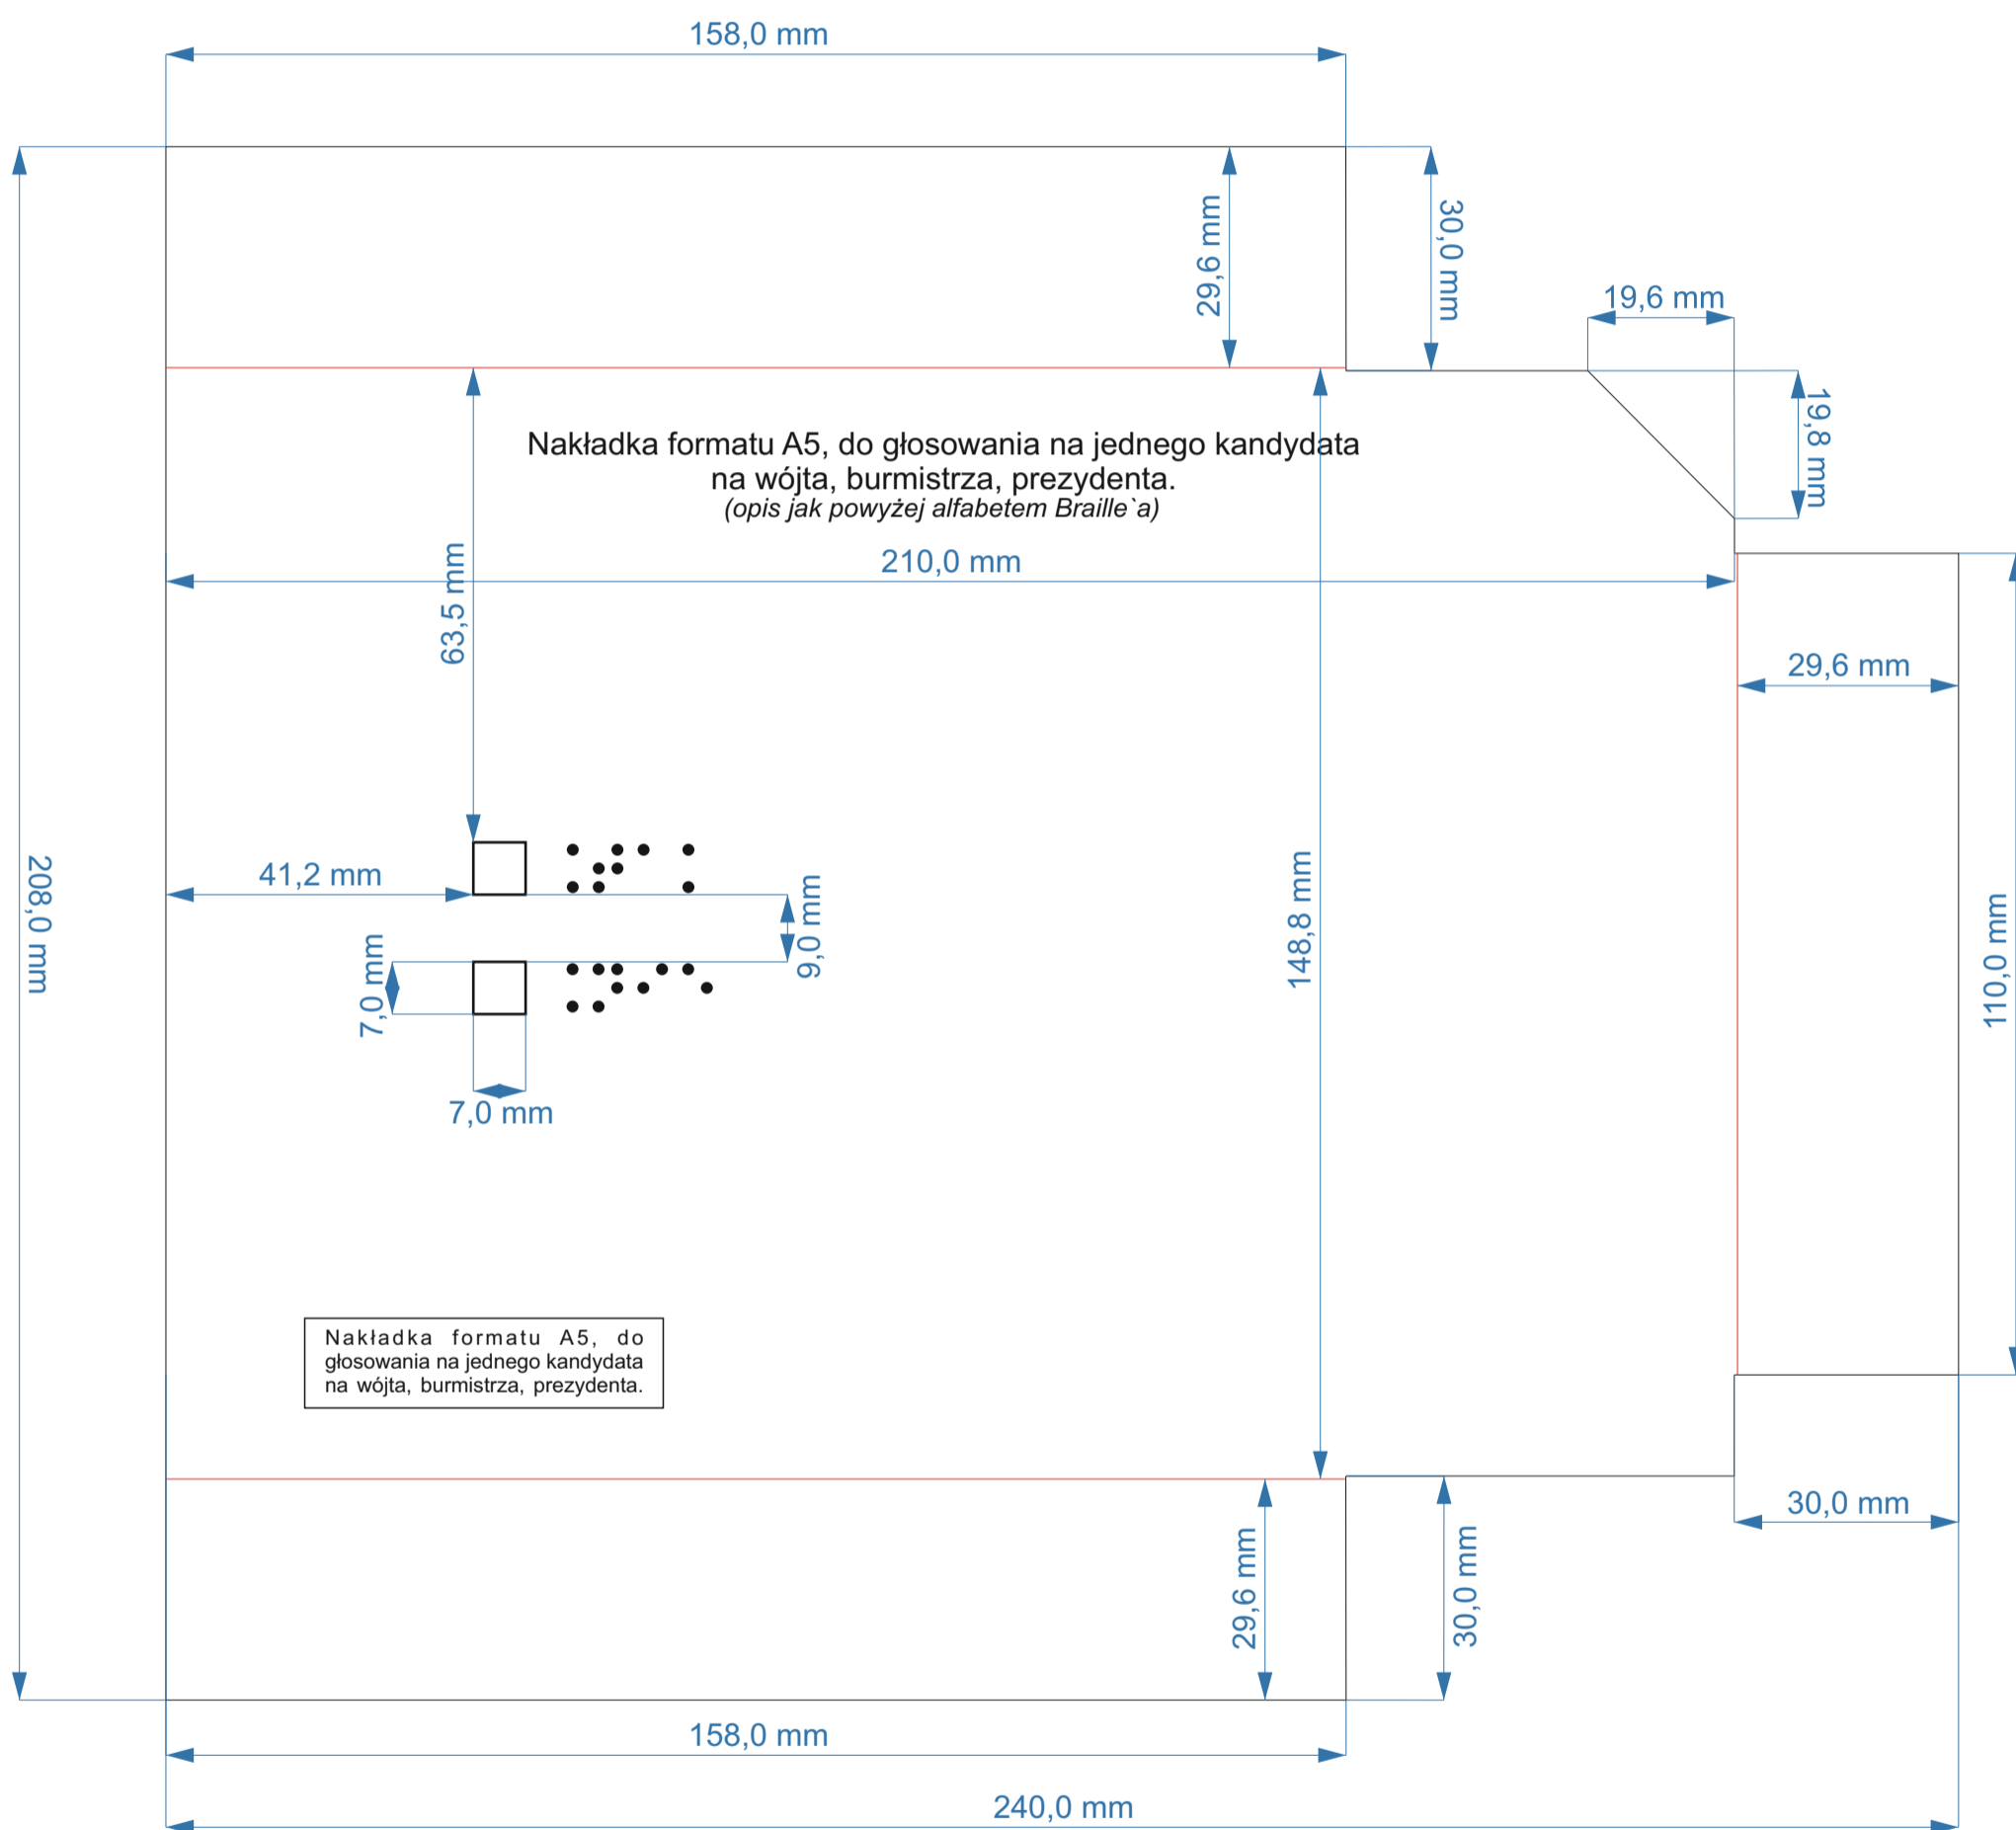 158,0 mm
29,6 mm
30,0 mm
19,6 mm
19,8 mm
Nakładka formatu A5, do głosowania na jednego kandydata
na wójta, burmistrza, prezydenta.
(opis jak powyżej alfabetem Braille`a)
210,0 mm
63,5 mm
29,6 mm
208,0 mm
41,2 mm
⠨⠞⠁⠅
9,0 mm
148,8 mm
110,0 mm
7,0 mm
⠨⠝⠊⠑
7,0 mm
Nakładka formatu A5, do
głosowania na jednego kandydata
na wójta, burmistrza, prezydenta.
30,0 mm
29,6 mm
30,0 mm
158,0 mm
240,0 mm